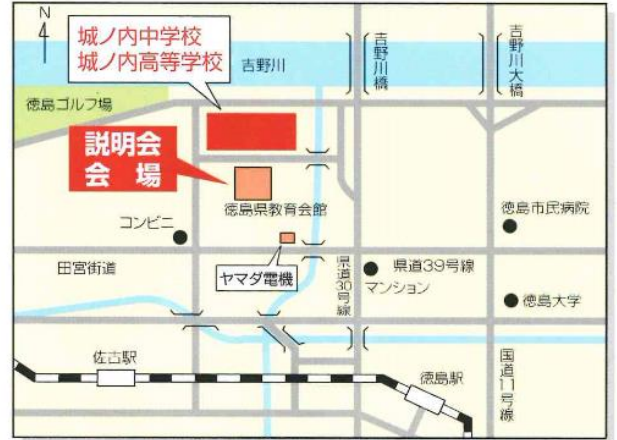 N
4
城ノ内中学校
城ノ内高等学校
吉野川
吉野川橋
吉野川大橋
徳島ゴルフ場
説明会
会 場
徳島県教育会館
コンビニ
徳島市民病院
田宮街道
ヤマダ電機
県道30号線
県道39号線
マンション
徳島大学
佐古駅
徳島駅
国道11号線